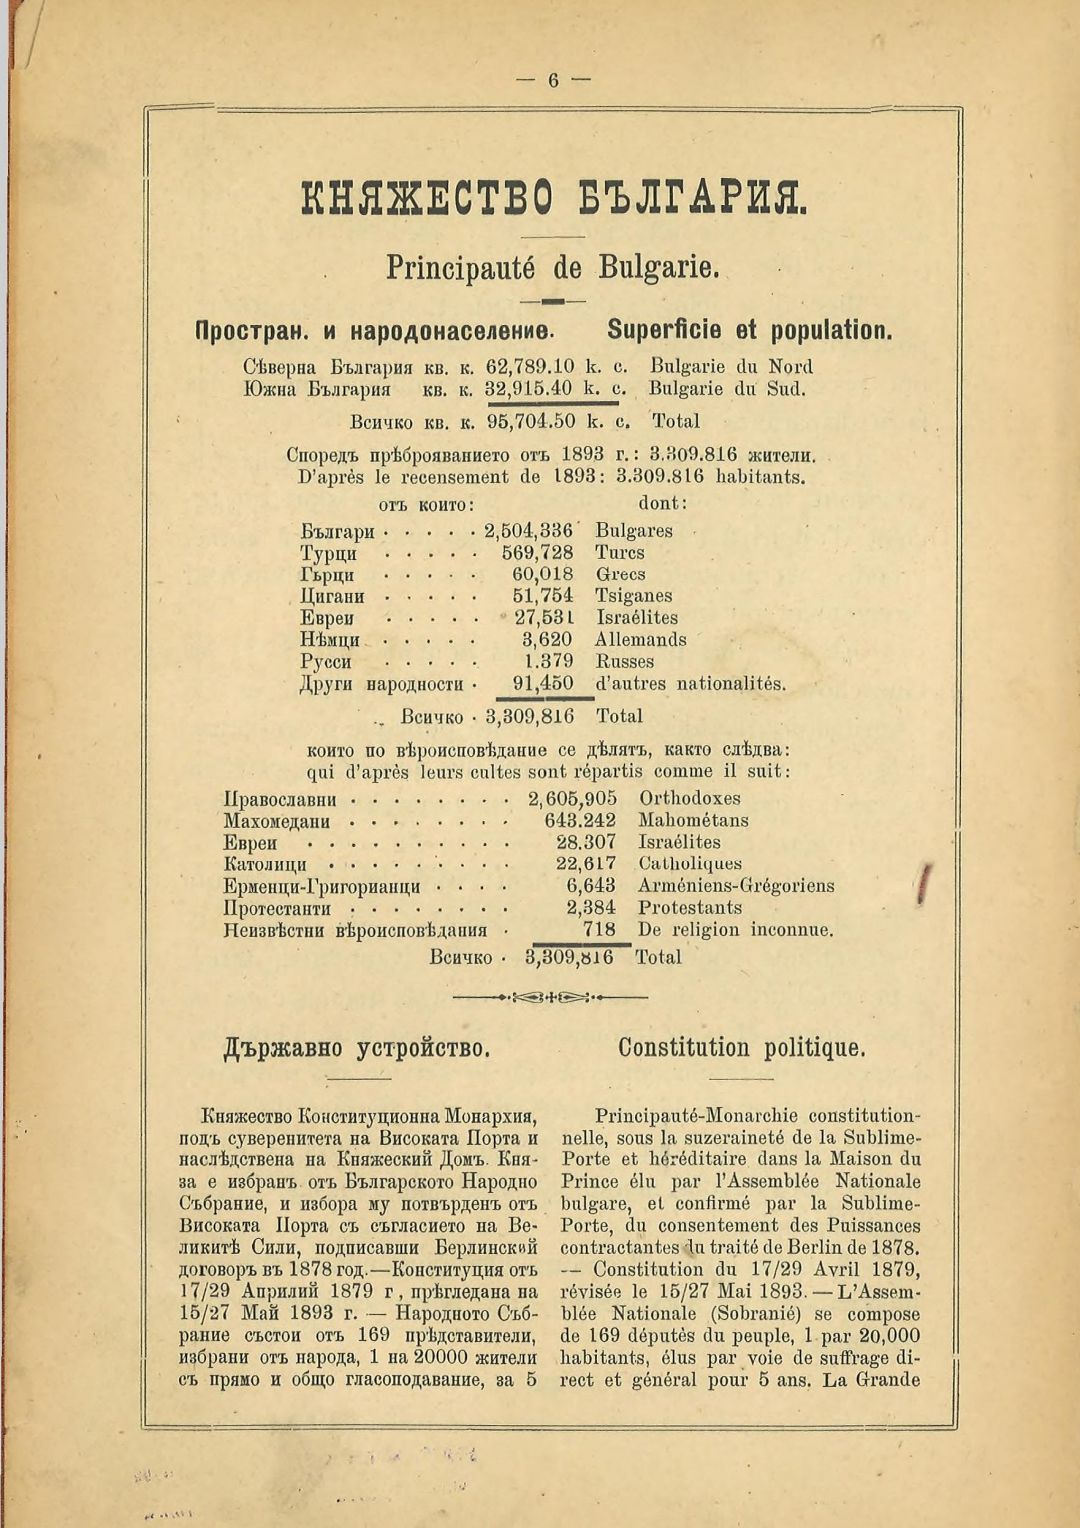 — 6 —
КНЯЖЕСТВО БЪЛГАРИЯ.
Principauté de Bulgarie.
Простран. и народонаселение. Superficie et population.
Сѣверна България кв. к. 62,789.10 k. c. Bulgarie du Nord
Южна България кв. к. 32,915.40 k. c. Bulgarie du Sud.
Всичко кв. к. 95,704.50 k. c. Total
Споредъ прѣброяванието отъ 1893 г.: 3.309.816 жители.
D'après le recensement de 1893: 3.309.816 habitants.
отъ които: dont:
Българи · · · · · 2,504,336 Bulgares
Турци · · · · · 569,728 Turcs
Гърци · · · · · 60,018 Grecs
Цигани · · · · · 51,754 Tsiganes
Евреи · · · · · 27,531 Israélites
Нѣмци · · · · · 3,620 Allemands
Русси · · · · · 1.379 Russes
Други народности · 91,450 d'autres nationalités.
Всичко · 3,309,816 Total
които по вѣроисповѣдание се дѣлятъ, както слѣдва:
qui d'après leurs cultes sont répartis comme il suit:
Православни · · · · · · · · 2,605,905 Orthodoxes
Махомедани · · · · · · · · 643.242 Mahométans
Евреи · · · · · · · · · · 28.307 Israélites
Католици · · · · · · · · · 22,617 Catholiques
Ерменци-Григорианци · · · · 6,643 Arméniens-Grégoriens
Протестанти · · · · · · · · 2,384 Protestants
Неизвѣстни вѣроисповѣдания · 718 De religion inconnue.
Всичко · 3,309,816 Total
Държавно устройство.
Княжество Конституционна Монархия,
подъ суверенитета на Високата Порта и
наслѣдствена на Княжеский Домъ. Кня-
за е избранъ отъ Българското Народно
Събрание, и избора му потвърденъ отъ
Високата Порта съ съгласието на Ве-
ликитѣ Сили, подписавши Берлинский
договоръ въ 1878 год.—Конституция отъ
17/29 Априлий 1879 г, прѣгледана на
15/27 Май 1893 г. — Народното Съб-
рание състои отъ 169 прѣдставители,
избрани отъ народа, 1 на 20000 жители
съ прямо и общо гласоподавание, за 5
Constitution politique.
Principauté-Monarchie constitution-
nelle, sous la suzeraineté de la Sublime-
Porte et héréditaire dans la Maison du
Prince élu par l'Assemblée Nationale
bulgare, et confirmé par la Sublime-
Porte, du consentement des Puissances
contractantes du traité de Berlin de 1878.
— Constitution du 17/29 Avril 1879,
révisée le 15/27 Mai 1893. — L'Assem-
blée Nationale (Sobranié) se compose
de 169 députés du peuple, 1 par 20,000
habitants, élus par voie de suffrage di-
rect et général pour 5 ans. La Grande